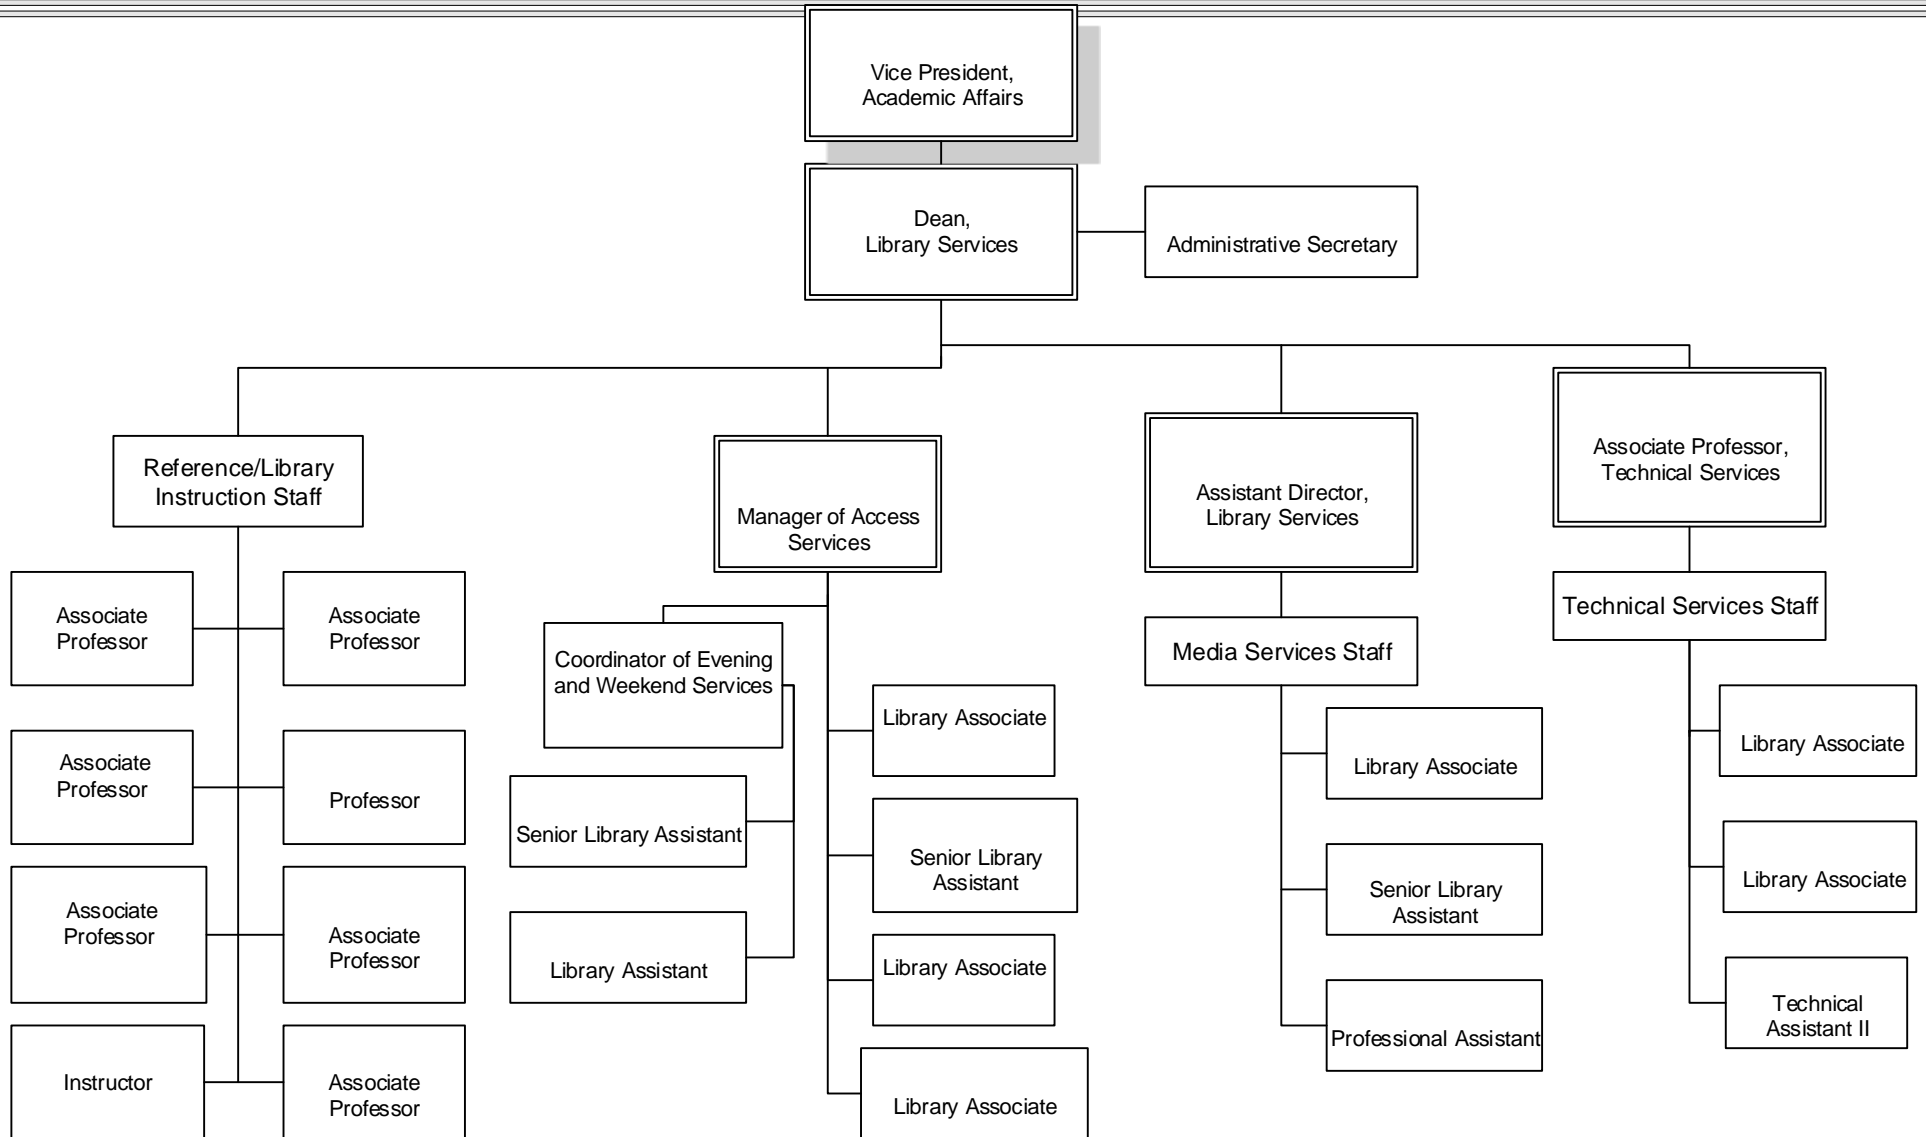 Vice President,
Academic Affairs
Dean,
Library Services
Administrative Secretary
Reference/Library
Instruction Staff
Associate
Professor
Associate
Professor
Associate
Professor
Professor
Associate
Professor
Associate
Professor
Instructor
Associate
Professor
Manager of Access
Services
Coordinator of Evening
and Weekend Services
Senior Library Assistant
Library Assistant
Library Associate
Senior Library
Assistant
Library Associate
Library Associate
Assistant Director,
Library Services
Media Services Staff
Library Associate
Senior Library
Assistant
Professional Assistant
Associate Professor,
Technical Services
Technical Services Staff
Library Associate
Library Associate
Technical
Assistant II